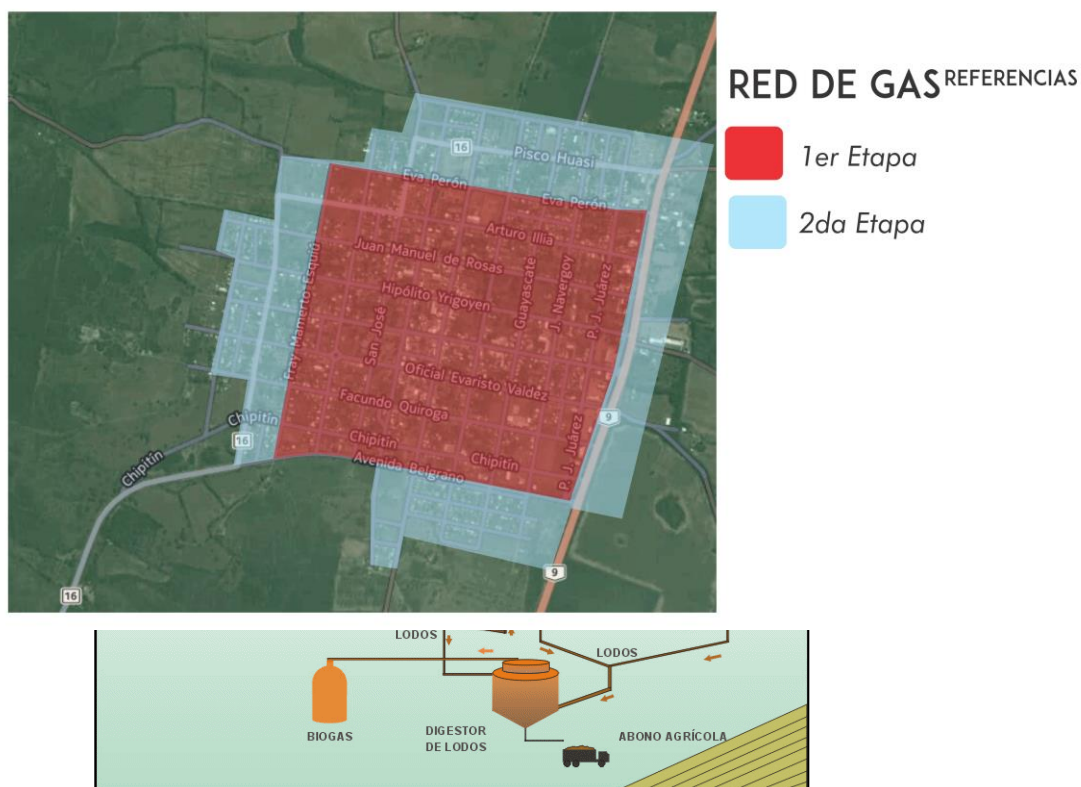 RED DE GAS REFERENCIAS
1er Etapa
2da Etapa
16
Pisco Huasi
Eva Perón
Eva Perón
Arturo Illia
Juan Manuel de Rosas
Guayascate
J. Navergoy
P. J. Juárez
Fray Mamerto Esquiú
Hipólito Yrigoyen
San José
Oficial Evaristo Valdéz
Facundo Quiroga
Chipitín
16
Chipitín
Chipitín
Chipitín
Avenida Belgrano
P. J. Juárez
9
9
16
LODOS
LODOS
BIOGAS
DIGESTOR
DE LODOS
ABONO AGRÍCOLA